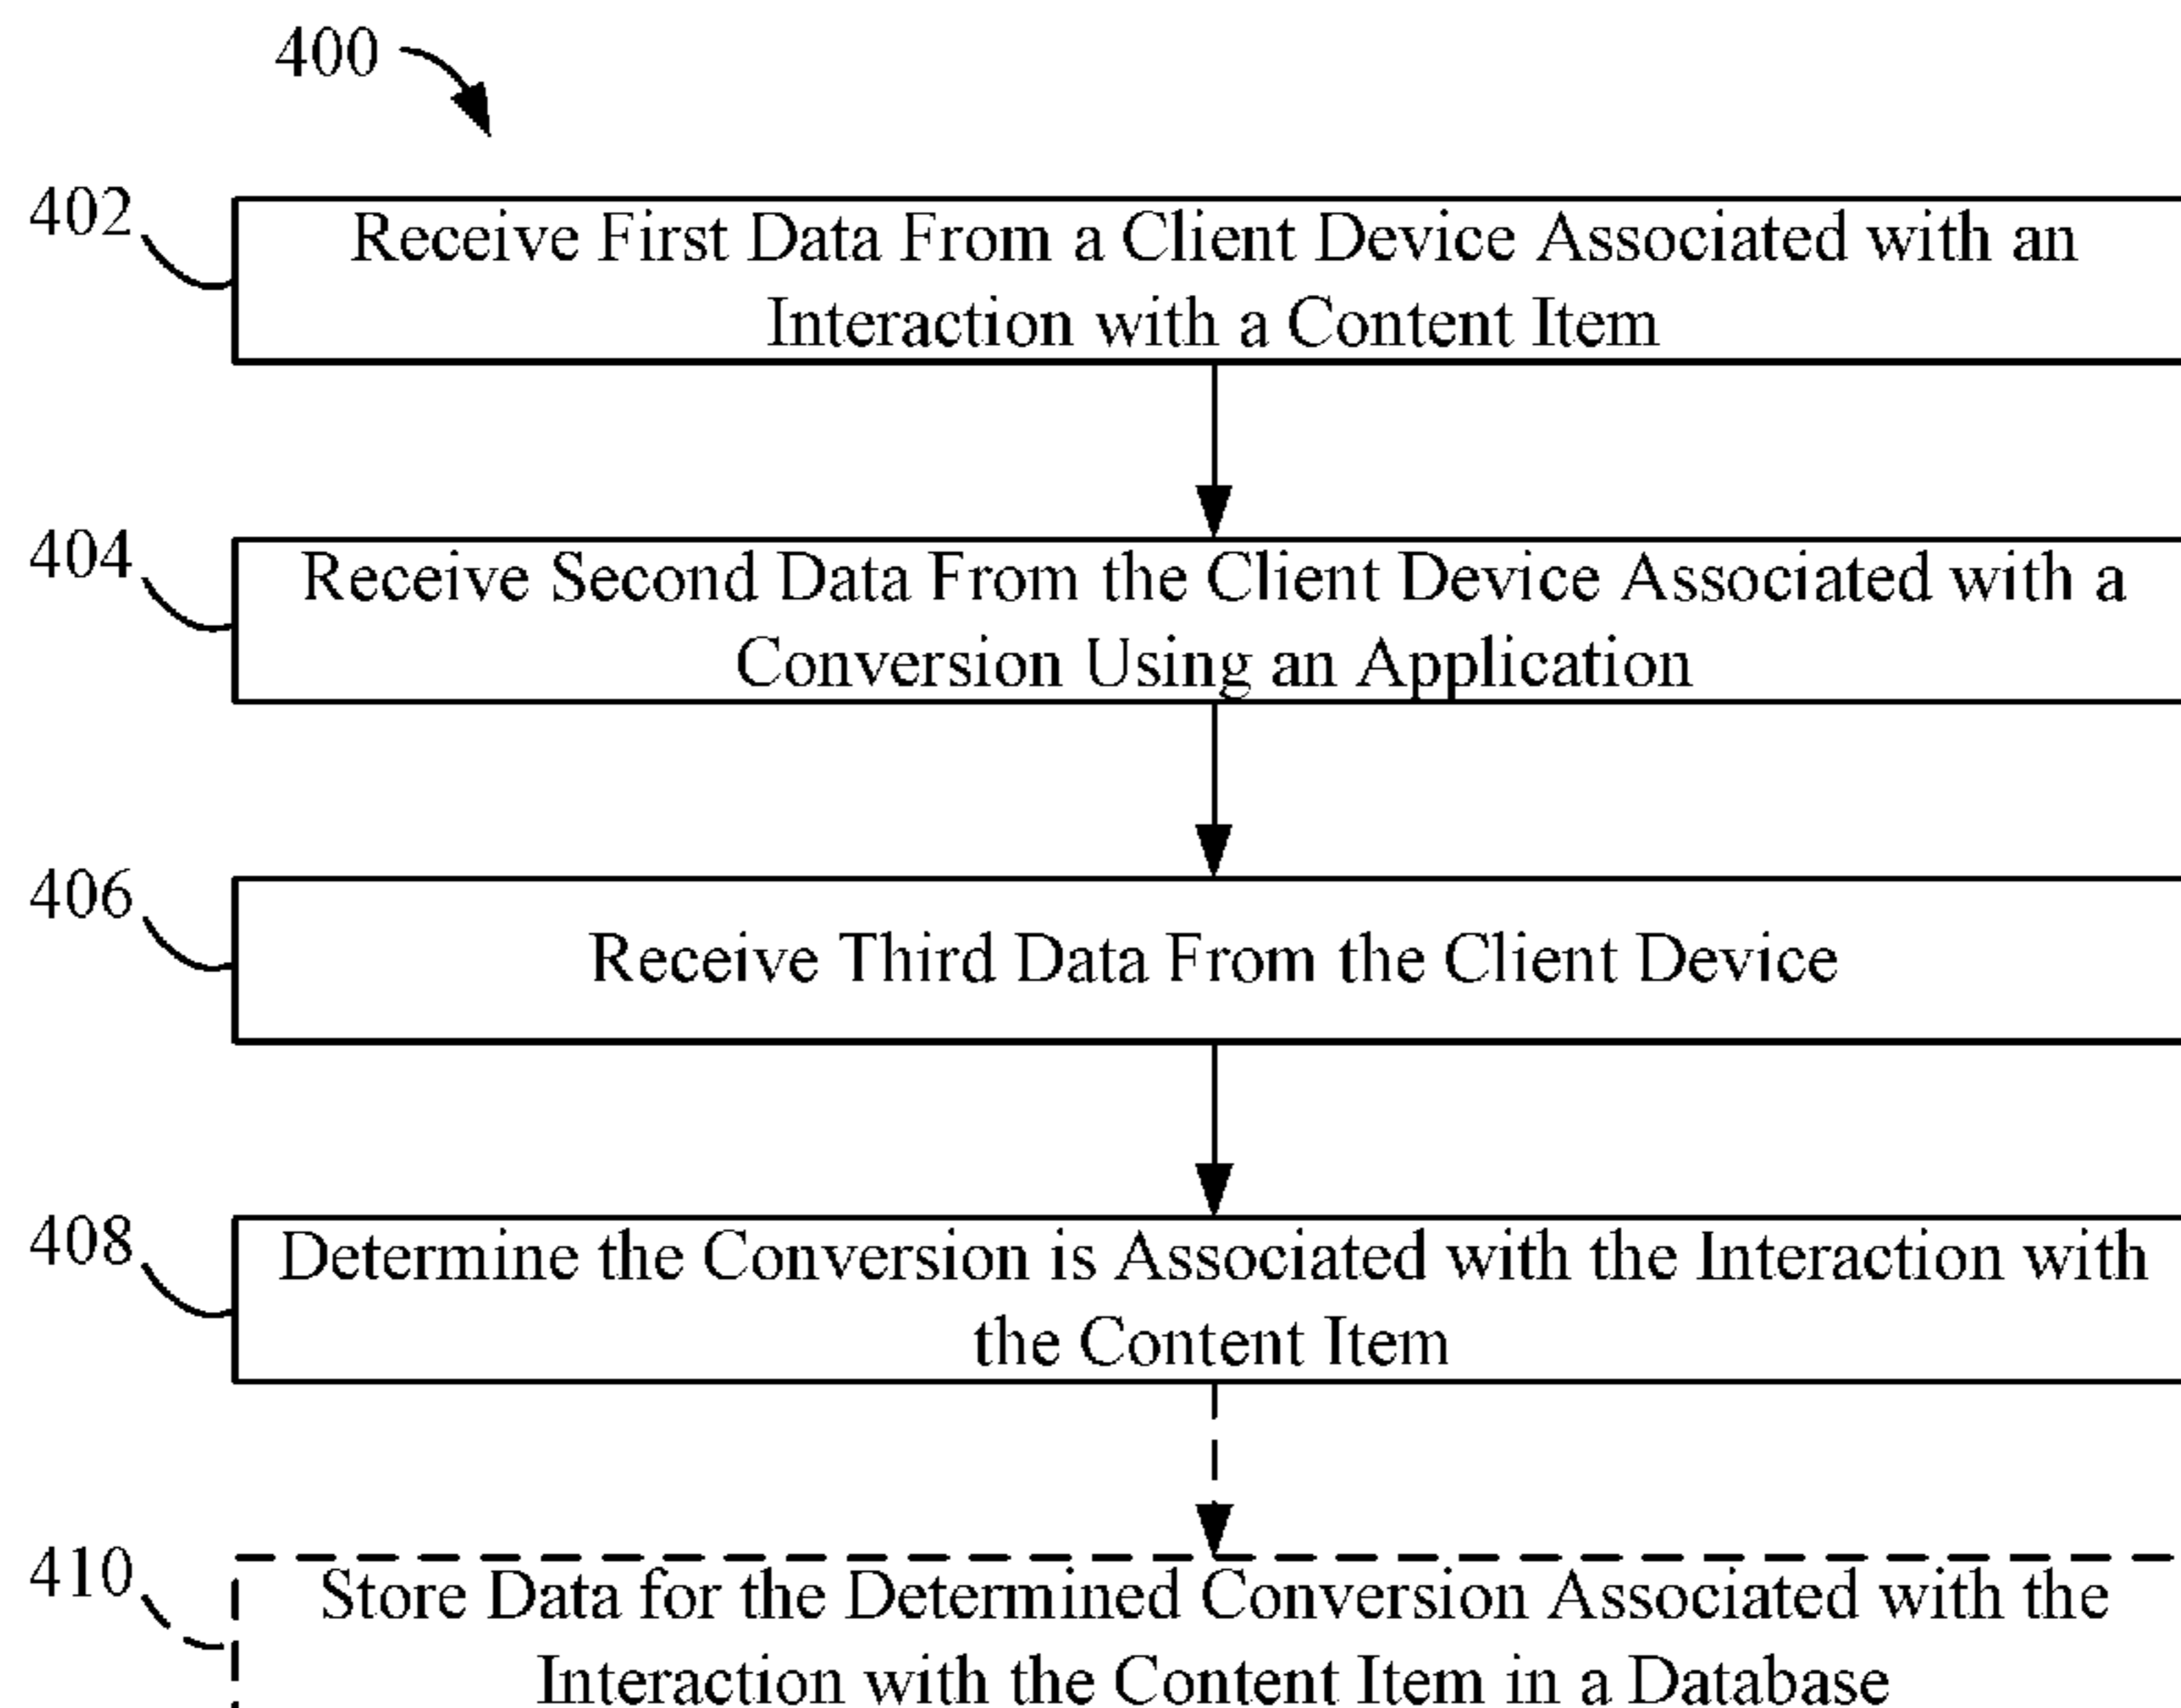 400
402
Receive First Data From a Client Device Associated with an
Interaction with a Content Item
404
Receive Second Data From the Client Device Associated with a
Conversion Using an Application
406
Receive Third Data From the Client Device
408
Determine the Conversion is Associated with the Interaction with
the Content Item
410
Store Data for the Determined Conversion Associated with the
Interaction with the Content Item in a Database